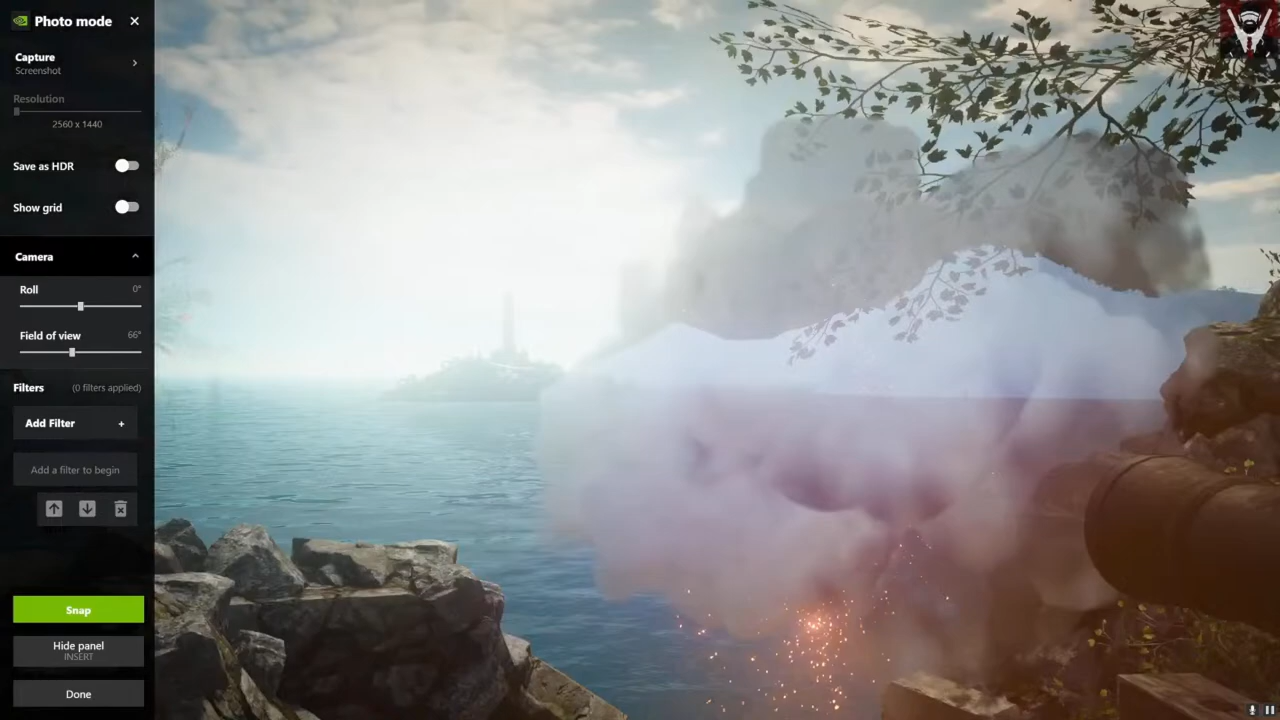 Photo mode
Capture
Screenshot
Resolution
2560 x 1440
Save as HDR
Show grid
Camera
Roll 0°
Field of view 66°
Filters (0 filters applied)
Add Filter +
Add a filter to begin
Snap
Hide panel
INSERT
Done